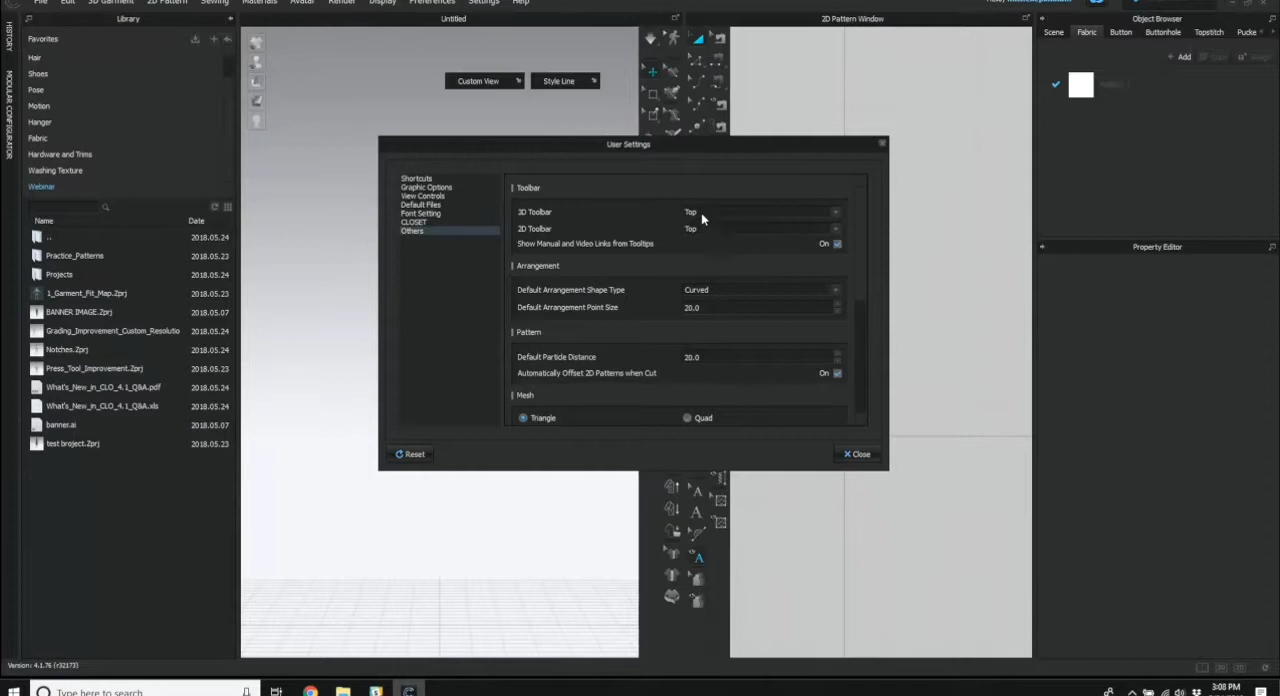 File Edit 3D Garment 2D Pattern Sewing Materials Avatar Render Display Preferences Settings Help
Library
Untitled
2D Pattern Window
Object Browser
HISTORY
MODULAR CONFIGURATOR
Favorites
Hair
Shoes
Pose
Motion
Hanger
Fabric
Hardware and Trims
Washing Texture
Webinar
Name Date
..
2018.05.24
Practice_Patterns 2018.05.23
Projects 2018.05.24
1_Garment_Fit_Map.Zprj 2018.05.23
BANNER IMAGE.Zprj 2018.05.07
Grading_Improvement_Custom_Resolutio 2018.05.24
Notches.Zprj 2018.05.24
Press_Tool_Improvement.Zprj 2018.05.23
What's_New_in_CLO_4.1_Q&A.pdf 2018.05.24
What's_New_in_CLO_4.1_Q&A.xls 2018.05.24
banner.ai 2018.05.07
test broject.Zprj 2018.05.23
Custom View
Style Line
User Settings
Shortcuts
Graphic Options
View Controls
Default Files
Font Setting
CLOSET
Others
Toolbar
3D Toolbar Top
2D Toolbar Top
Show Manual and Video Links from Tooltips On
Arrangement
Default Arrangement Shape Type Curved
Default Arrangement Point Size 20.0
Pattern
Default Particle Distance 20.0
Automatically Offset 2D Patterns when Cut On
Mesh
Triangle Quad
Reset
Close
A
A
A
Scene Fabric Button Buttonhole Topstitch Pucke
+ Add
Property Editor
Version: 4.1.76 (r32173)
Type here to search
3:08 PM